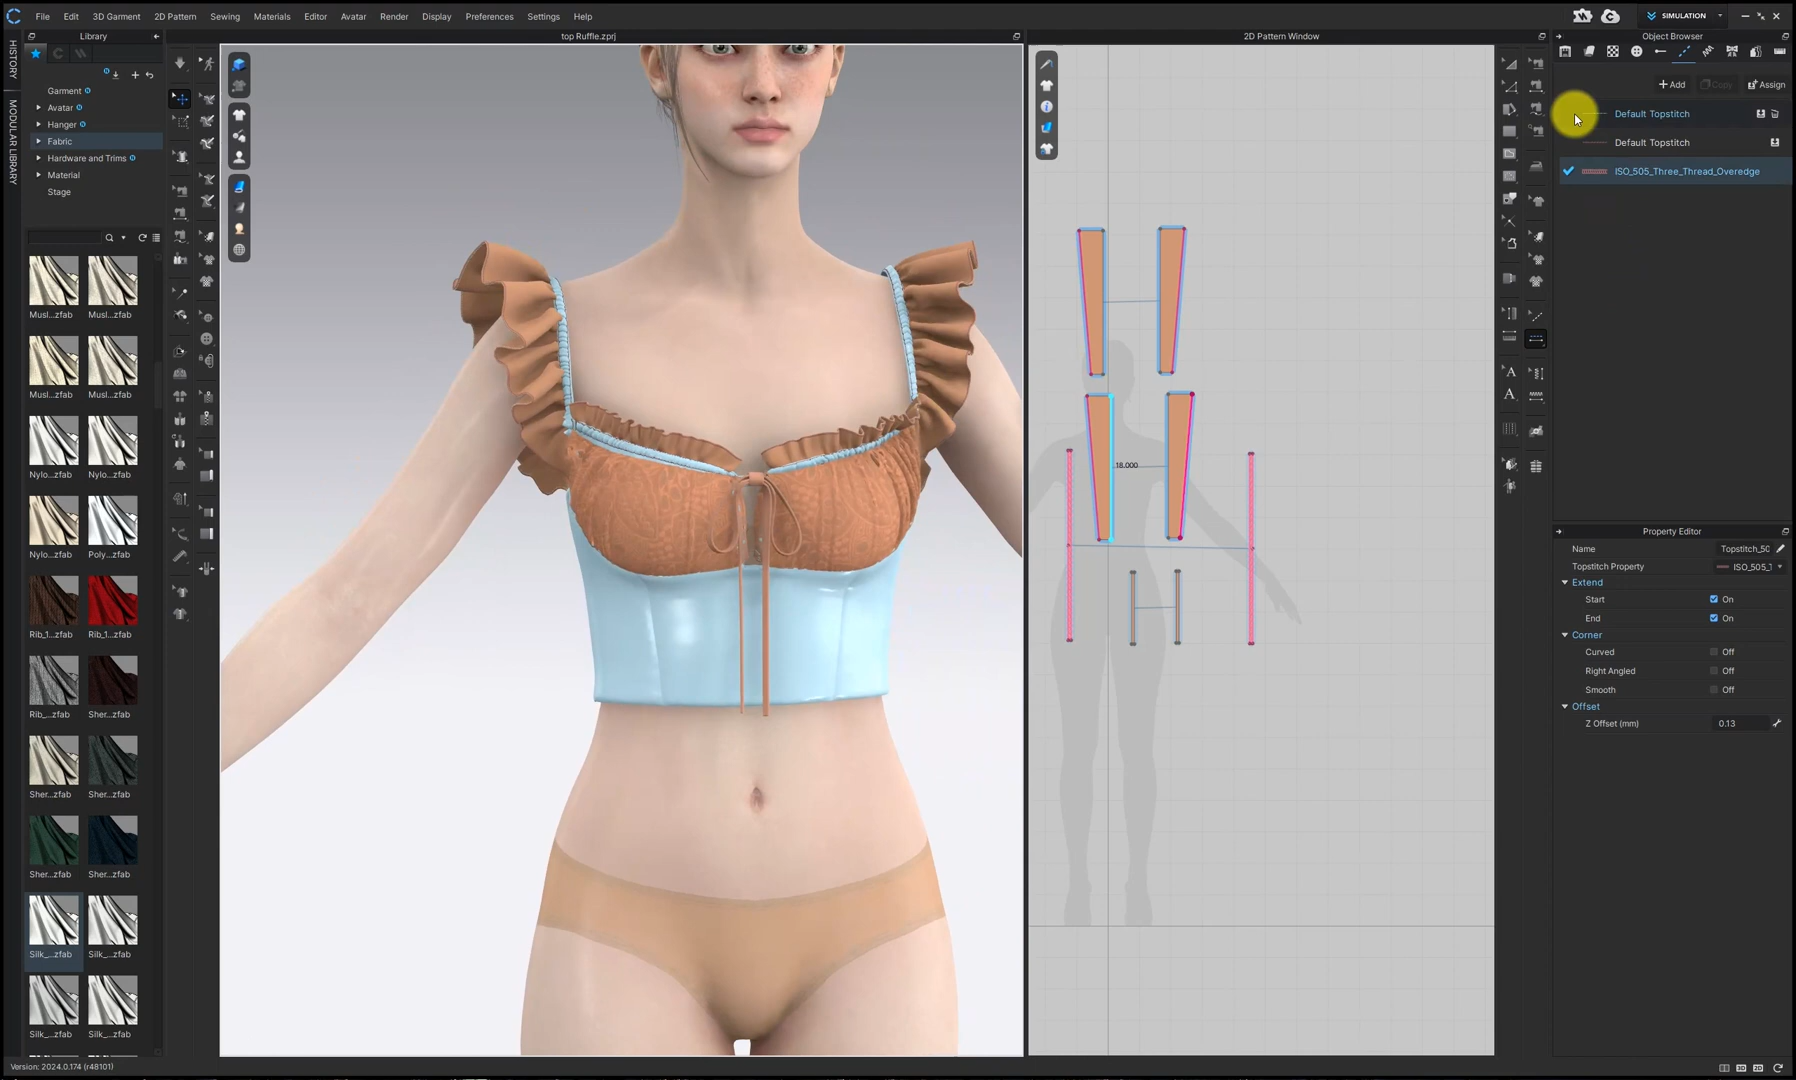 File Edit 3D Garment 2D Pattern Sewing Materials Editor Avatar Render Display Preferences Settings Help
SIMULATION
Library
top Ruffle.zprj
2D Pattern Window
Object Browser
HISTORY
MODULAR LIBRARY
Garment
Avatar
Hanger
Fabric
Hardware and Trims
Material
Stage
Musl...zfab Musl...zfab
Musl...zfab Musl...zfab
Nylo...zfab Nylo...zfab
Nylo...zfab Poly...zfab
Rib_1...zfab Rib_1...zfab
Rib_...zfab Sher...zfab
Sher...zfab Sher...zfab
Sher...zfab Sher...zfab
Silk_...zfab Silk_...zfab
Silk_...zfab Silk_...zfab
18.000
+ Add Copy Assign
Default Topstitch
Default Topstitch
ISO_505_Three_Thread_Overedge
Property Editor
Name Topstitch_50
Topstitch Property ISO_505_T
Extend
Start On
End On
Corner
Curved Off
Right Angled Off
Smooth Off
Offset
Z Offset (mm) 0.13
Version: 2024.0.174 (r48101)
3D 2D